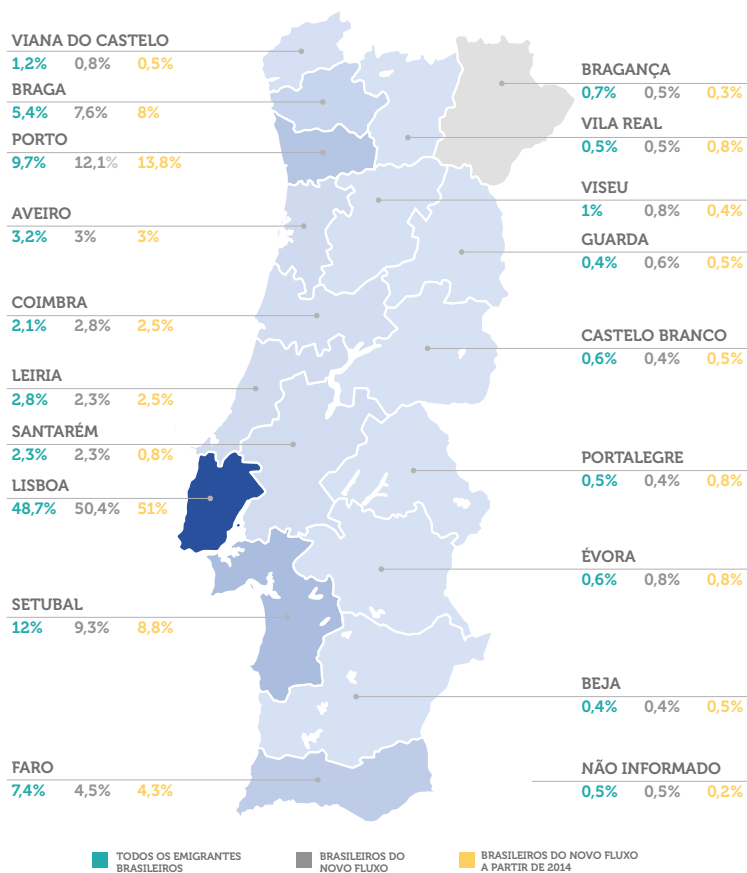 VIANA DO CASTELO
1,2% 0,8% 0,5%
BRAGA
5,4% 7,6% 8%
PORTO
9,7% 12,1% 13,8%
AVEIRO
3,2% 3% 3%
COIMBRA
2,1% 2,8% 2,5%
LEIRIA
2,8% 2,3% 2,5%
SANTARÉM
2,3% 2,3% 0,8%
LISBOA
48,7% 50,4% 51%
SETUBAL
12% 9,3% 8,8%
FARO
7,4% 4,5% 4,3%
BRAGANÇA
0,7% 0,5% 0,3%
VILA REAL
0,5% 0,5% 0,8%
VISEU
1% 0,8% 0,4%
GUARDA
0,4% 0,6% 0,5%
CASTELO BRANCO
0,6% 0,4% 0,5%
PORTALEGRE
0,5% 0,4% 0,8%
ÉVORA
0,6% 0,8% 0,8%
BEJA
0,4% 0,4% 0,5%
NÃO INFORMADO
0,5% 0,5% 0,2%
TODOS OS EMIGRANTES
BRASILEIROS
BRASILEIROS DO
NOVO FLUXO
BRASILEIROS DO NOVO FLUXO
A PARTIR DE 2014